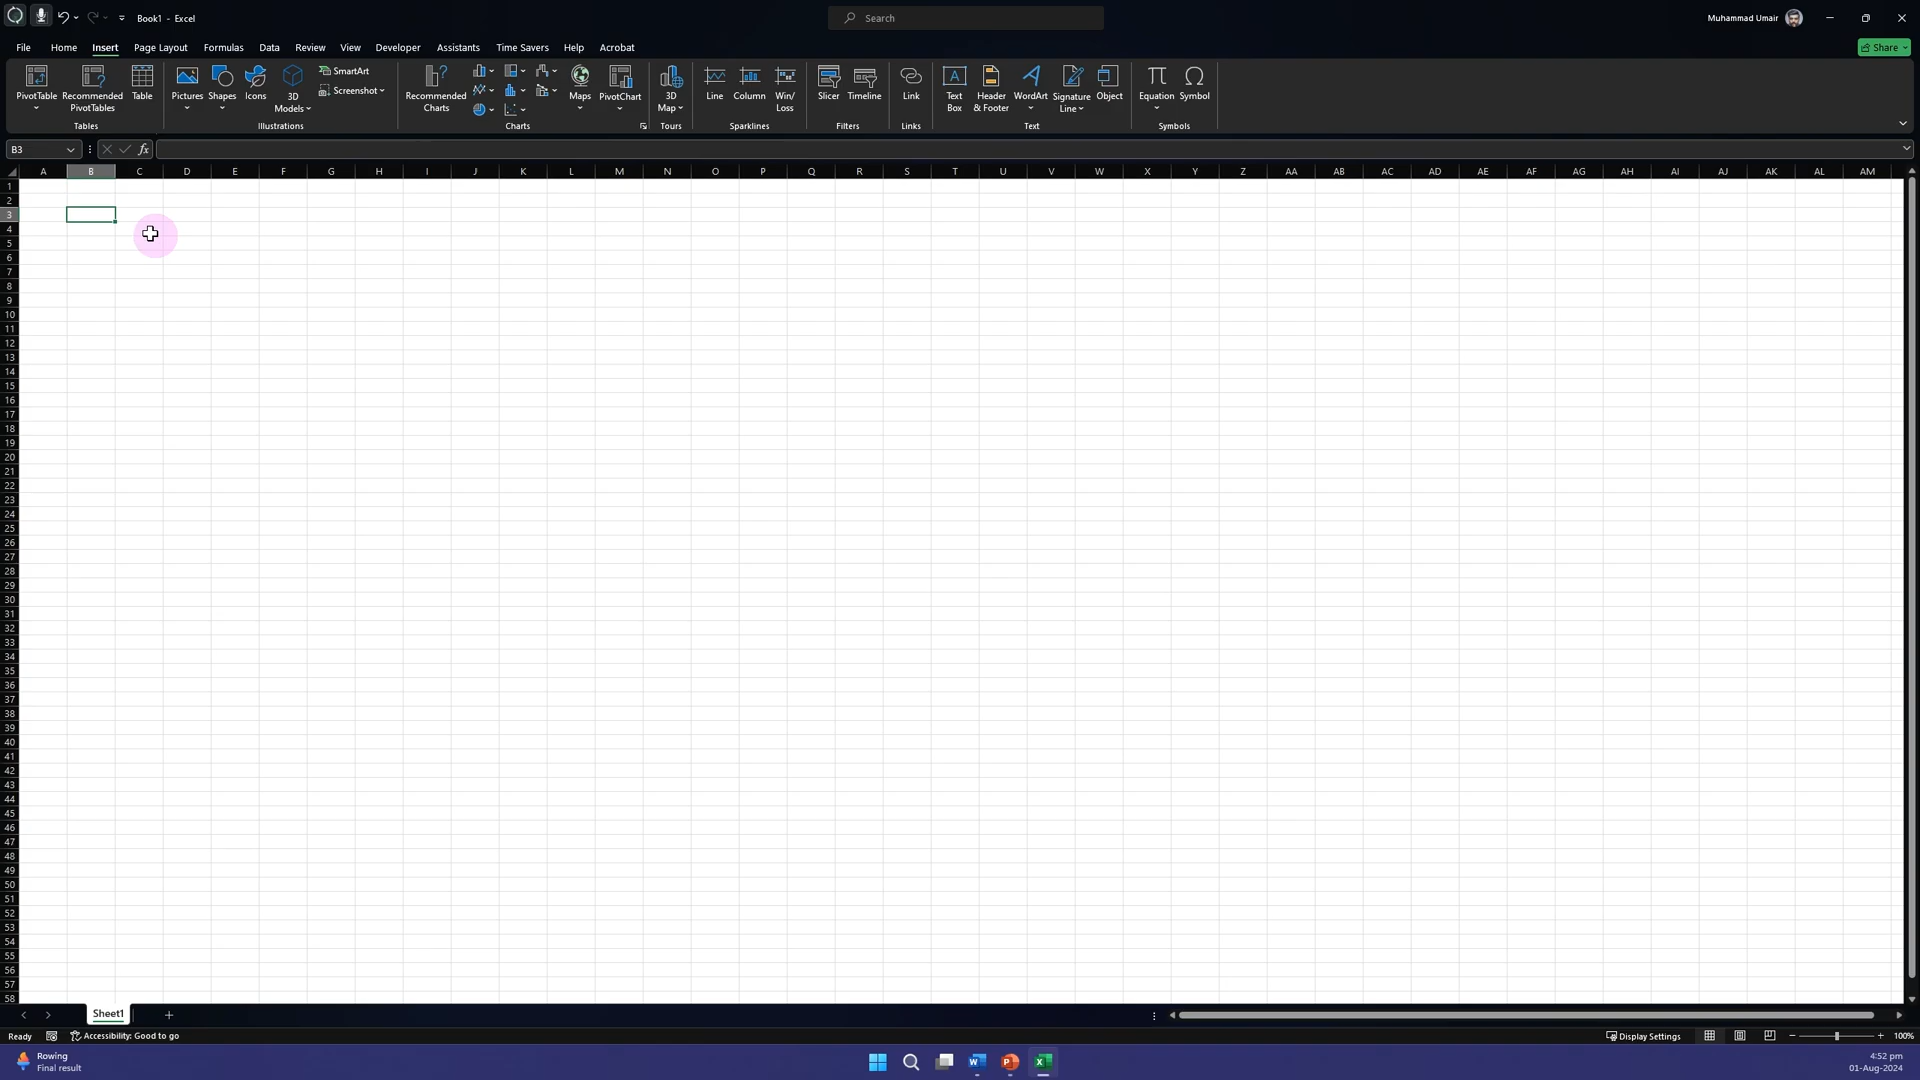 Book1 - Excel
Search
Muhammad Umair
File Home Insert Page Layout Formulas Data Review View Developer Assistants Time Savers Help Acrobat
Share
PivotTable
Recommended
PivotTables
Table
Tables
Pictures
Shapes
Icons
3D
Models
SmartArt
Screenshot
Illustrations
Recommended
Charts
Maps
PivotChart
Charts
3D
Map
Tours
Line
Column
Win/
Loss
Sparklines
Slicer
Timeline
Filters
Link
Links
Text
Box
Header
& Footer
WordArt
Signature
Line
Object
Text
Equation
Symbol
Symbols
B3
fx
A B C D E F G H I J K L M N O P Q R S T U V W X Y Z AA AB AC AD AE AF AG AH AI AJ AK AL AM
1
2
3
4
5
6
7
8
9
10
11
12
13
14
15
16
17
18
19
20
21
22
23
24
25
26
27
28
29
30
31
32
33
34
35
36
37
38
39
40
41
42
43
44
45
46
47
48
49
50
51
52
53
54
55
56
57
58
Sheet1
Ready
Accessibility: Good to go
Display Settings
100%
Rowing
Final result
4:52 pm
01-Aug-2024